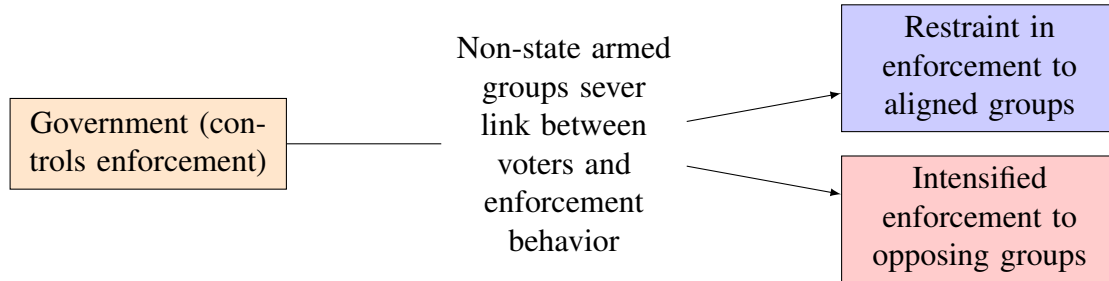 Government (con-
trols enforcement)
Non-state armed
groups sever
link between
voters and
enforcement
behavior
Restraint in
enforcement to
aligned groups
Intensified
enforcement to
opposing groups